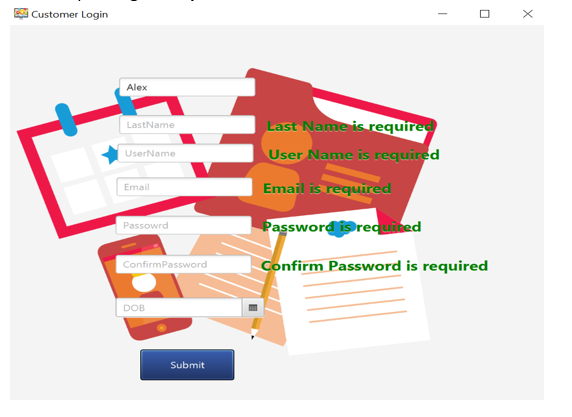 Customer Login
Alex
LastName Last Name is required
UserName User Name is required
Email Email is required
Passowrd Password is required
ConfirmPassword Confirm Password is required
DOB
Submit